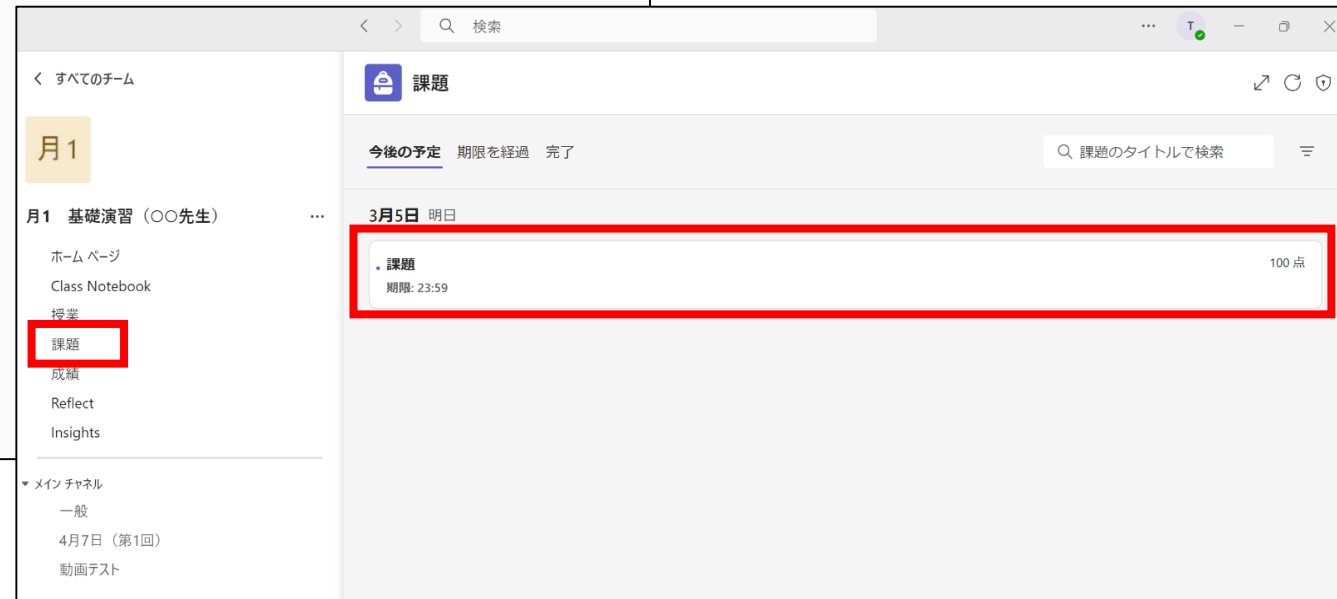 検索
すべてのチーム
月1
月1 基礎演習（○○先生）
ホーム ページ
Class Notebook
授業
課題
成績
Reflect
Insights
メイン チャネル
一般
4月7日（第1回）
動画テスト
T
課題
今後の予定 期限を経過 完了
課題のタイトルで検索
3月5日 明日
課題
100 点
期限: 23:59